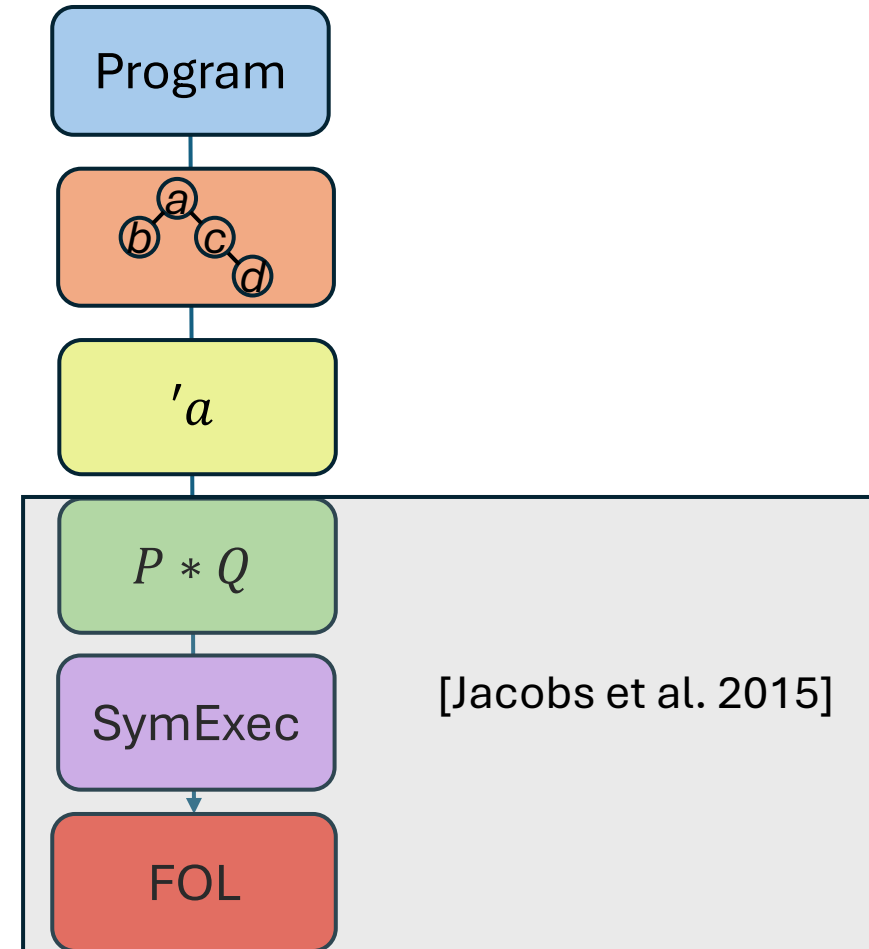 Program
a
b c
d
′a
P ∗ Q
SymExec
[Jacobs et al. 2015]
FOL